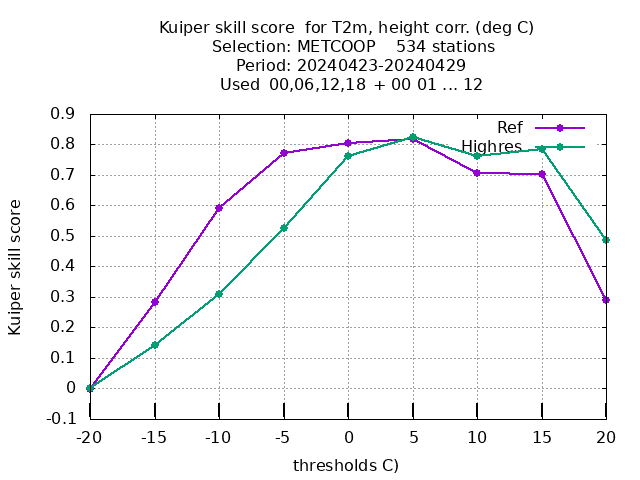 Kuiper skill score  for T2m, height corr. (deg C)
Selection: METCOOP    534 stations
Period: 20240423-20240429
Used  00,06,12,18  + 00 01 ... 12
Ref
Highres
Kuiper skill score
0.9
0.8
0.7
0.6
0.5
0.4
0.3
0.2
0.1
0
-0.1
-20 -15 -10 -5 0 5 10 15 20
thresholds C)